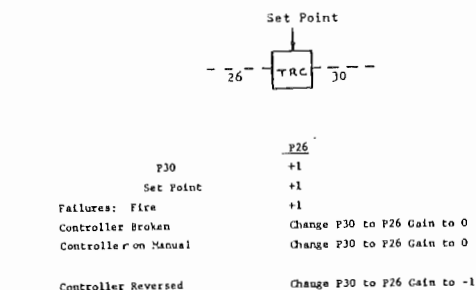 Set Point
26 TRC 30
P26
P30 +1
Set Point +1
Failures: Fire +1
Controller Broken Change P30 to P26 Gain to 0
Controller on Manual Change P30 to P26 Gain to 0
Controller Reversed Change P30 to P26 Gain to -1